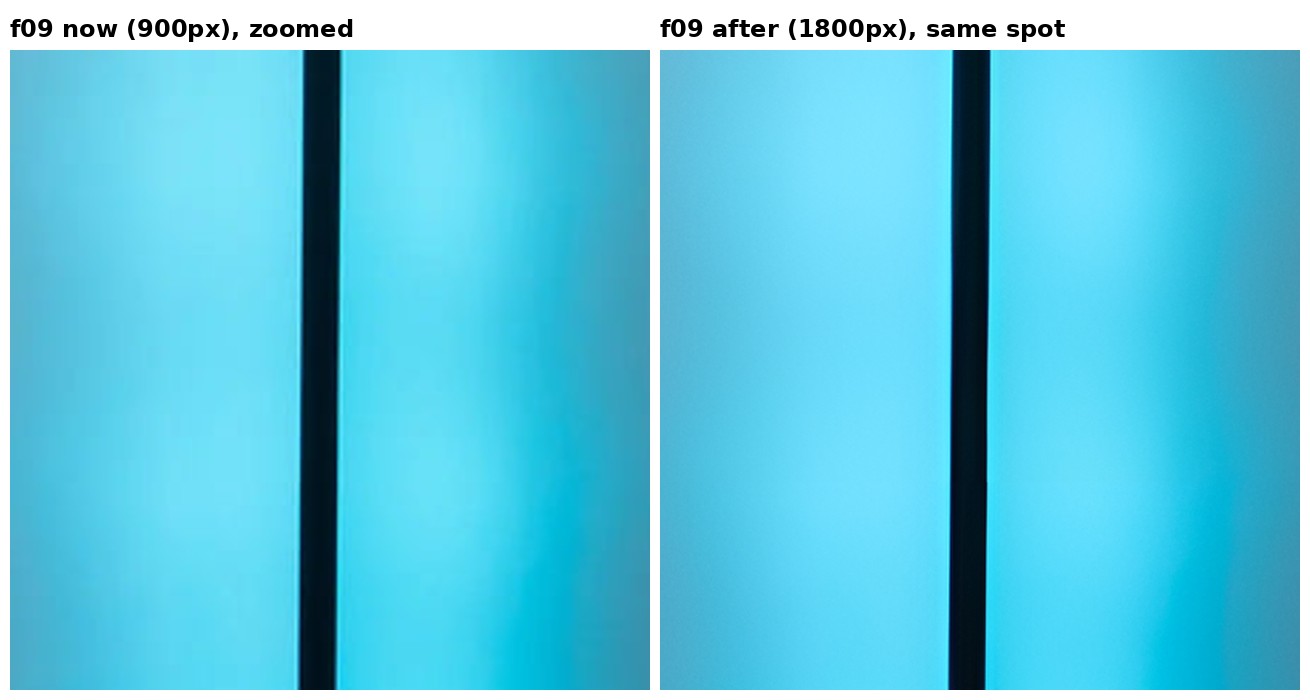 f09 now (900px), zoomed
f09 after (1800px), same spot